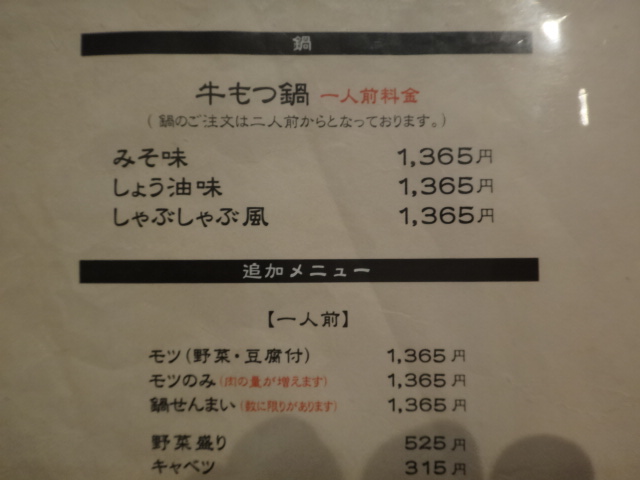 鍋
牛もつ鍋 一人前料金
(鍋のご注文は二人前からとなっております。)
みそ味 1,365円
しょう油味 1,365円
しゃぶしゃぶ風 1,365円
追加メニュー
【一人前】
モツ(野菜・豆腐付) 1,365円
モツのみ(肉の量が増えます) 1,365円
鍋せんまい(数に限りがあります) 1,365円
野菜盛り 525円
キャベツ 315円